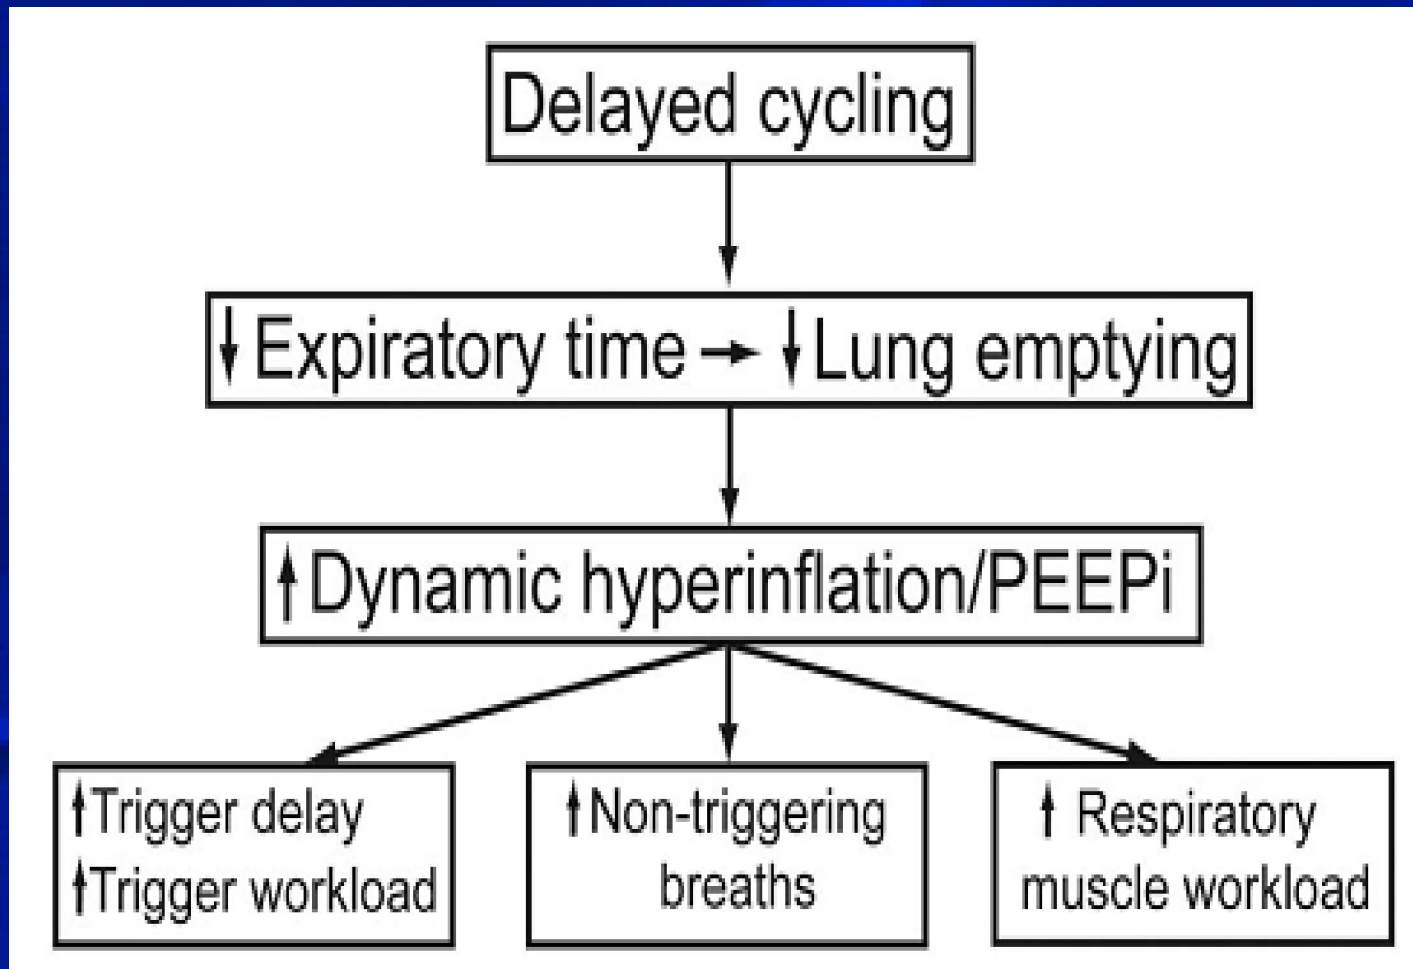 Delayed cycling
↓ Expiratory time → ↓ Lung emptying
↑ Dynamic hyperinflation/PEEPi
↑Trigger delay
↑Trigger workload
↑Non-triggering
breaths
↑ Respiratory
muscle workload